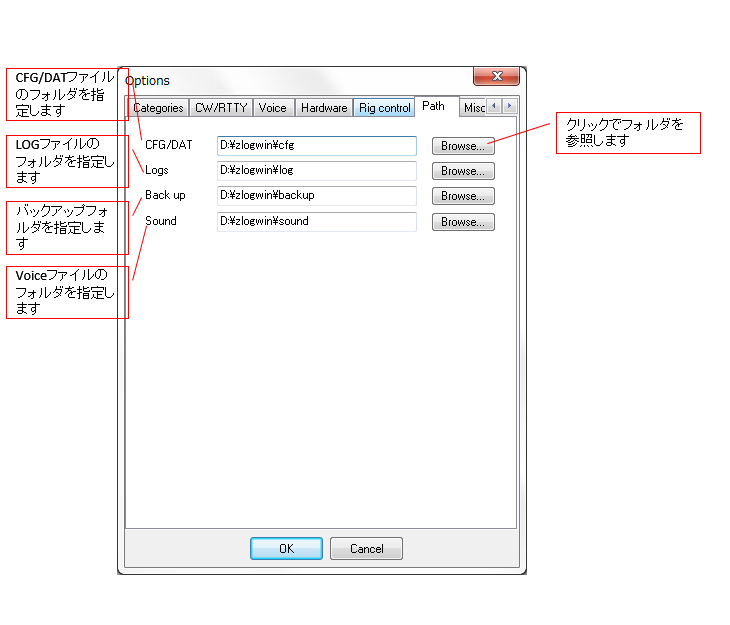 CFG/DATファイル
のフォルダを指
定します
LOGファイルの
フォルダを指定し
ます
バックアップフォ
ルダを指定しま
す
Voiceファイルの
フォルダを指定し
ます
Options
Categories CW/RTTY Voice Hardware Rig control Path Misc
CFG/DAT D:¥zlogwin¥cfg Browse...
Logs D:¥zlogwin¥log Browse...
Back up D:¥zlogwin¥backup Browse...
Sound D:¥zlogwin¥sound Browse...
OK Cancel
クリックでフォルダを
参照します